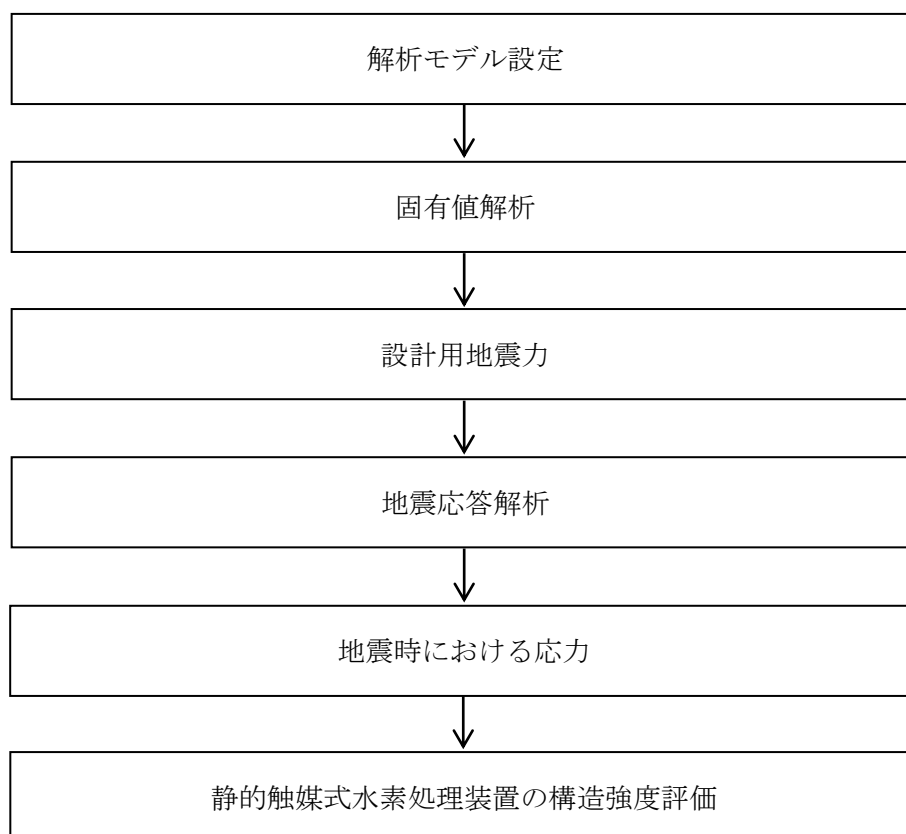 解析モデル設定
固有値解析
設計用地震力
地震応答解析
地震時における応力
静的触媒式水素処理装置の構造強度評価